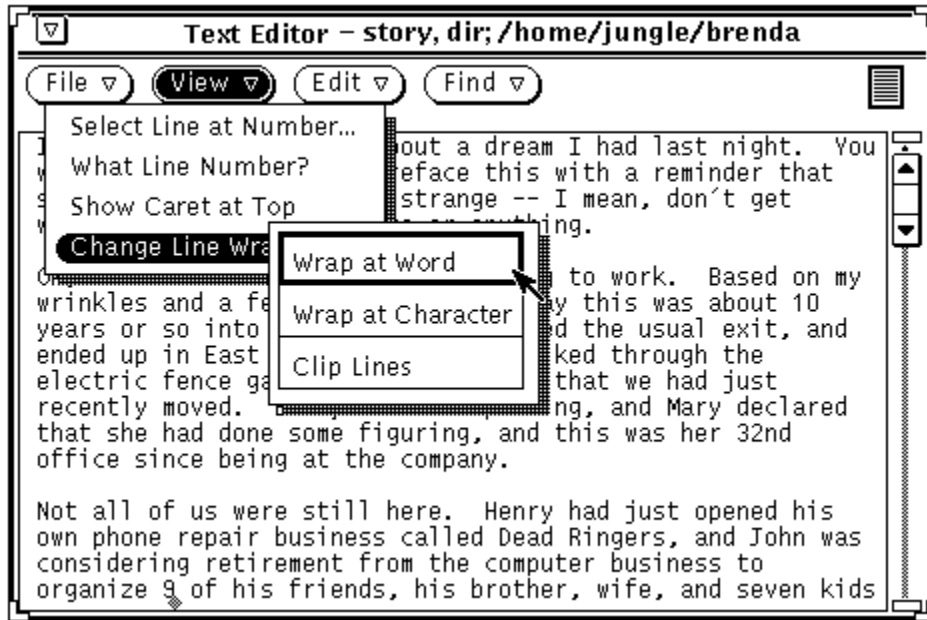 Text Editor – story, dir; /home/jungle/brenda
File View Edit Find
Select Line at Number...
What Line Number?
Show Caret at Top
Change Line
Wrap at Word
Wrap at Character
Clip Lines
out a dream I had last night. You
this with a reminder that
strange -- I mean, don't get
to work. Based on my
wrinkles and a this was about 10
years or so into the usual exit, and
ended up in East through the
electric fence that we had just
recently moved. and Mary declared
that she had done some figuring, and this was her 32nd
office since being at the company.
Not all of us were still here. Henry had just opened his
own phone repair business called Dead Ringers, and John was
considering retirement from the computer business to
organize 9 of his friends, his brother, wife, and seven kids